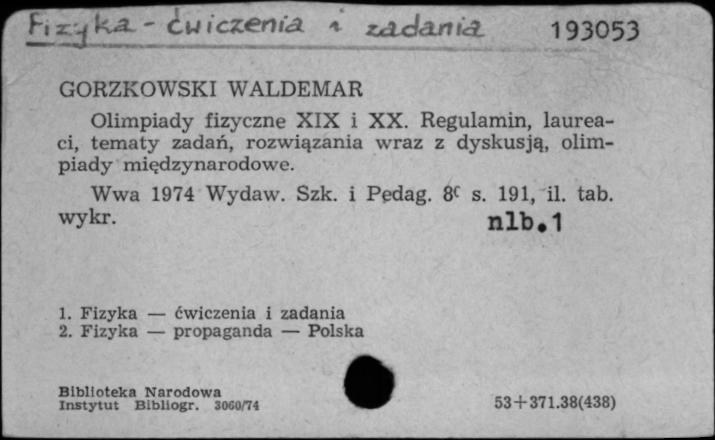 Fizyka - ćwiczenia i zadania 193053
GORZKOWSKI WALDEMAR
Olimpiady fizyczne XIX i XX. Regulamin, laurea-
ci, tematy zadań, rozwiązania wraz z dyskusją, olim-
piady międzynarodowe.
Wwa 1974 Wydaw. Szk. i Pedag. 8° s. 191, il. tab.
wykr. nlb.1
1. Fizyka — ćwiczenia i zadania
2. Fizyka — propaganda — Polska
Biblioteka Narodowa
Instytut Bibliogr. 3060/74 53+371.38(438)